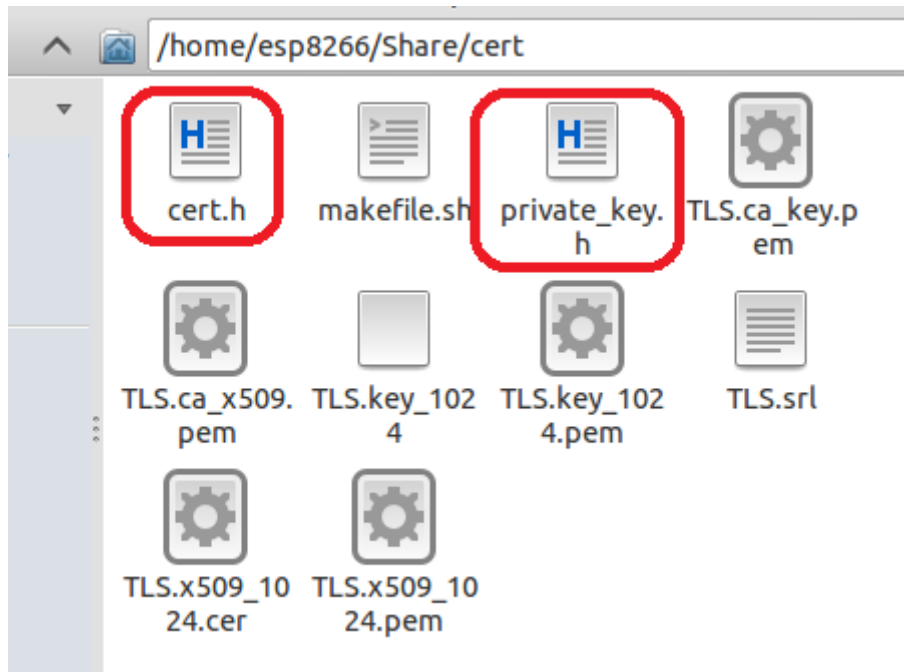 /home/esp8266/Share/cert
cert.h
makefile.sh
private_key.
h
TLS.ca_key.p
em
TLS.ca_x509.
pem
TLS.key_102
4
TLS.key_102
4.pem
TLS.srl
TLS.x509_10
24.cer
TLS.x509_10
24.pem